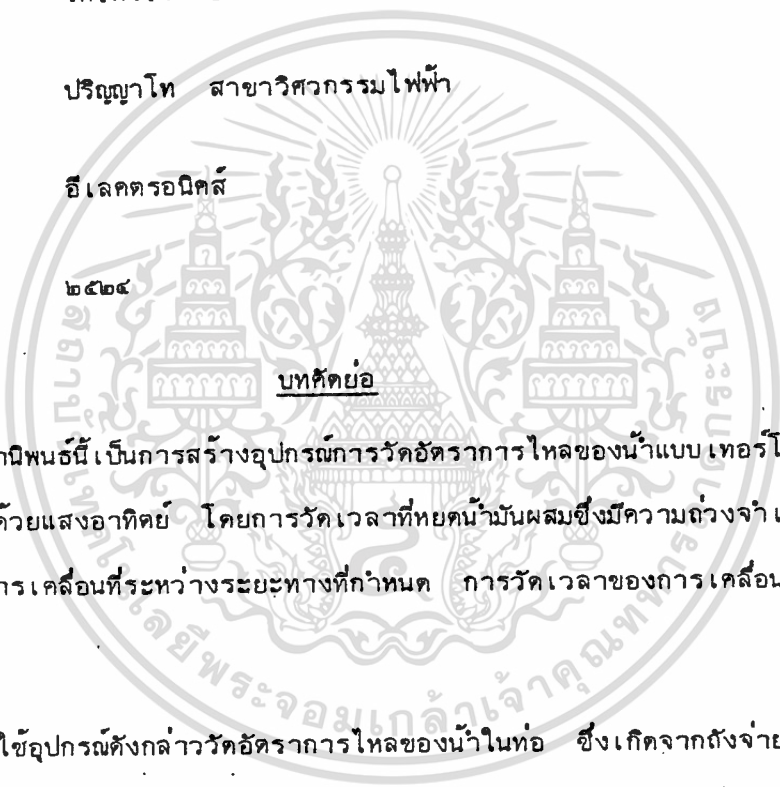 ปริญญาโท สาขาวิศวกรรมไฟฟ้า
อีเลคตรอนิคส์
๒๕๒๔
บทคัดย่อ
านิพนธ์นี้เป็นการสร้างอุปกรณ์การวัดอัตราการไหลของน้ำแบบเทอร์โ
ด้วยแสงอาทิตย์ โดยการวัดเวลาที่หยดน้ำมันผสมซึ่งมีความถ่วงจำเ
การเคลื่อนที่ระหว่างระยะทางที่กำหนด การวัดเวลาของการเคลื่อน
ใช้อุปกรณ์ดังกล่าววัดอัตราการไหลของน้ำในท่อ ซึ่งเกิดจากถังจ่าย